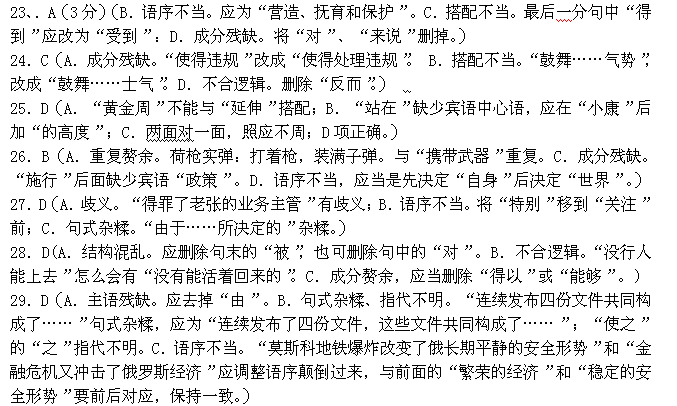 23、. A(3分)(B. 语序不当。应为“营造、抚育和保护”。C. 搭配不当。最后一分句中“得
到”应改为“受到”: D. 成分残缺。将“对”、“来说”删掉。)
24. C(A. 成分残缺。“使得违规”改成“使得处理违规”。 B. 搭配不当。“鼓舞……气势”,
改成“鼓舞……士气”。D. 不合逻辑。删除“反而”。)
25. D(A. “黄金周”不能与“延伸”搭配; B. “站在”缺少宾语中心语, 应在“小康”后
加“的高度”; C. 两面对一面, 照应不周; D项正确。)
26. B(A. 重复赘余。荷枪实弹: 打着枪, 装满子弹。与“携带武器”重复。C. 成分残缺。
“施行”后面缺少宾语“政策”。D. 语序不当, 应当是先决定“自身”后决定“世界”。)
27. D(A. 歧义。“得罪了老张的业务主管”有歧义; B. 语序不当。将“特别”移到“关注”
前; C. 句式杂糅。“由于……所决定的”杂糅。)
28. D(A. 结构混乱。应删除句末的“被”, 也可删除句中的“对”。B. 不合逻辑。“没行人
能上去”怎么会有“没有能活着回来的”。C. 成分赘余, 应当删除“得以”或“能够”。)
29. D(A. 主语残缺。应去掉“由”。B. 句式杂糅、指代不明。“连续发布四份文件共同构
成了……”句式杂糅, 应为“连续发布了四份文件, 这些文件共同构成了……”; “使之”
的“之”指代不明。C. 语序不当。“莫斯科地铁爆炸改变了俄长期平静的安全形势”和“金
融危机又冲击了俄罗斯经济”应调整语序颠倒过来, 与前面的“繁荣的经济”和“稳定的安
全形势”要前后对应, 保持一致。)